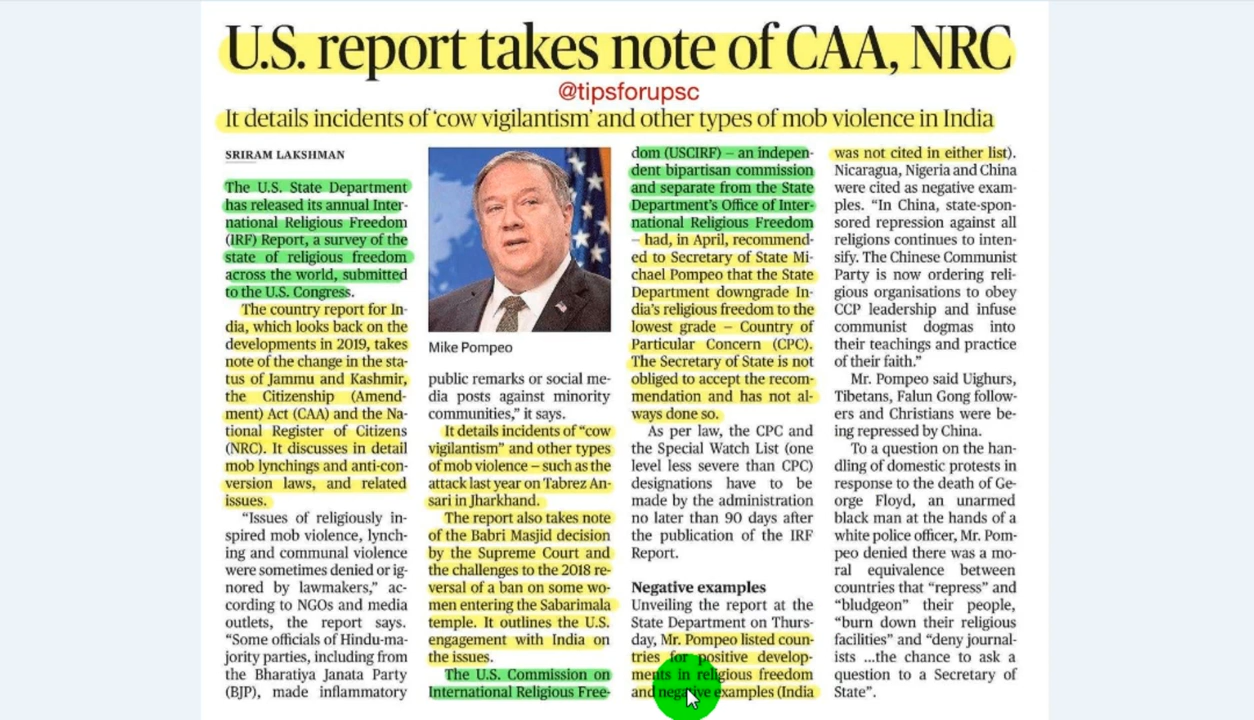 U.S. report takes note of CAA, NRC
@tipsforupsc
It details incidents of ‘cow vigilantism’ and other types of mob violence in India
SRIRAM LAKSHMAN
The U.S. State Department
has released its annual Inter-
national Religious Freedom
(IRF) Report, a survey of the
state of religious freedom
across the world, submitted
to the U.S. Congress.
The country report for In-
dia, which looks back on the
developments in 2019, takes
note of the change in the sta-
tus of Jammu and Kashmir,
the Citizenship (Amend-
ment) Act (CAA) and the Na-
tional Register of Citizens
(NRC). It discusses in detail
mob lynchings and anti-con-
version laws, and related
issues.
“Issues of religiously in-
spired mob violence, lynch-
ing and communal violence
were sometimes denied or ig-
nored by lawmakers,” ac-
cording to NGOs and media
outlets, the report says.
“Some officials of Hindu-ma-
jority parties, including from
the Bharatiya Janata Party
(BJP), made inflammatory
Mike Pompeo
public remarks or social me-
dia posts against minority
communities,” it says.
It details incidents of “cow
vigilantism” and other types
of mob violence – such as the
attack last year on Tabrez An-
sari in Jharkhand.
The report also takes note
of the Babri Masjid decision
by the Supreme Court and
the challenges to the 2018 re-
versal of a ban on some wo-
men entering the Sabarimala
temple. It outlines the U.S.
engagement with India on
the issues.
The U.S. Commission on
International Religious Free-
dom (USCIRF) – an indepen-
dent bipartisan commission
and separate from the State
Department’s Office of Inter-
national Religious Freedom
– had, in April, recommend-
ed to Secretary of State Mi-
chael Pompeo that the State
Department downgrade In-
dia’s religious freedom to the
lowest grade – Country of
Particular Concern (CPC).
The Secretary of State is not
obliged to accept the recom-
mendation and has not al-
ways done so.
As per law, the CPC and
the Special Watch List (one
level less severe than CPC)
designations have to be
made by the administration
no later than 90 days after
the publication of the IRF
Report.
Negative examples
Unveiling the report at the
State Department on Thurs-
day, Mr. Pompeo listed coun-
tries for positive develop-
ments in religious freedom
and negative examples (India
was not cited in either list).
Nicaragua, Nigeria and China
were cited as negative exam-
ples. “In China, state-spon-
sored repression against all
religions continues to inten-
sify. The Chinese Communist
Party is now ordering reli-
gious organisations to obey
CCP leadership and infuse
communist dogmas into
their teachings and practice
of their faith.”
Mr. Pompeo said Uighurs,
Tibetans, Falun Gong follow-
ers and Christians were be-
ing repressed by China.
To a question on the han-
dling of domestic protests in
response to the death of Ge-
orge Floyd, an unarmed
black man at the hands of a
white police officer, Mr. Pom-
peo denied there was a mo-
ral equivalence between
countries that “repress” and
“bludgeon” their people,
“burn down their religious
facilities” and “deny journal-
ists ...the chance to ask a
question to a Secretary of
State”.